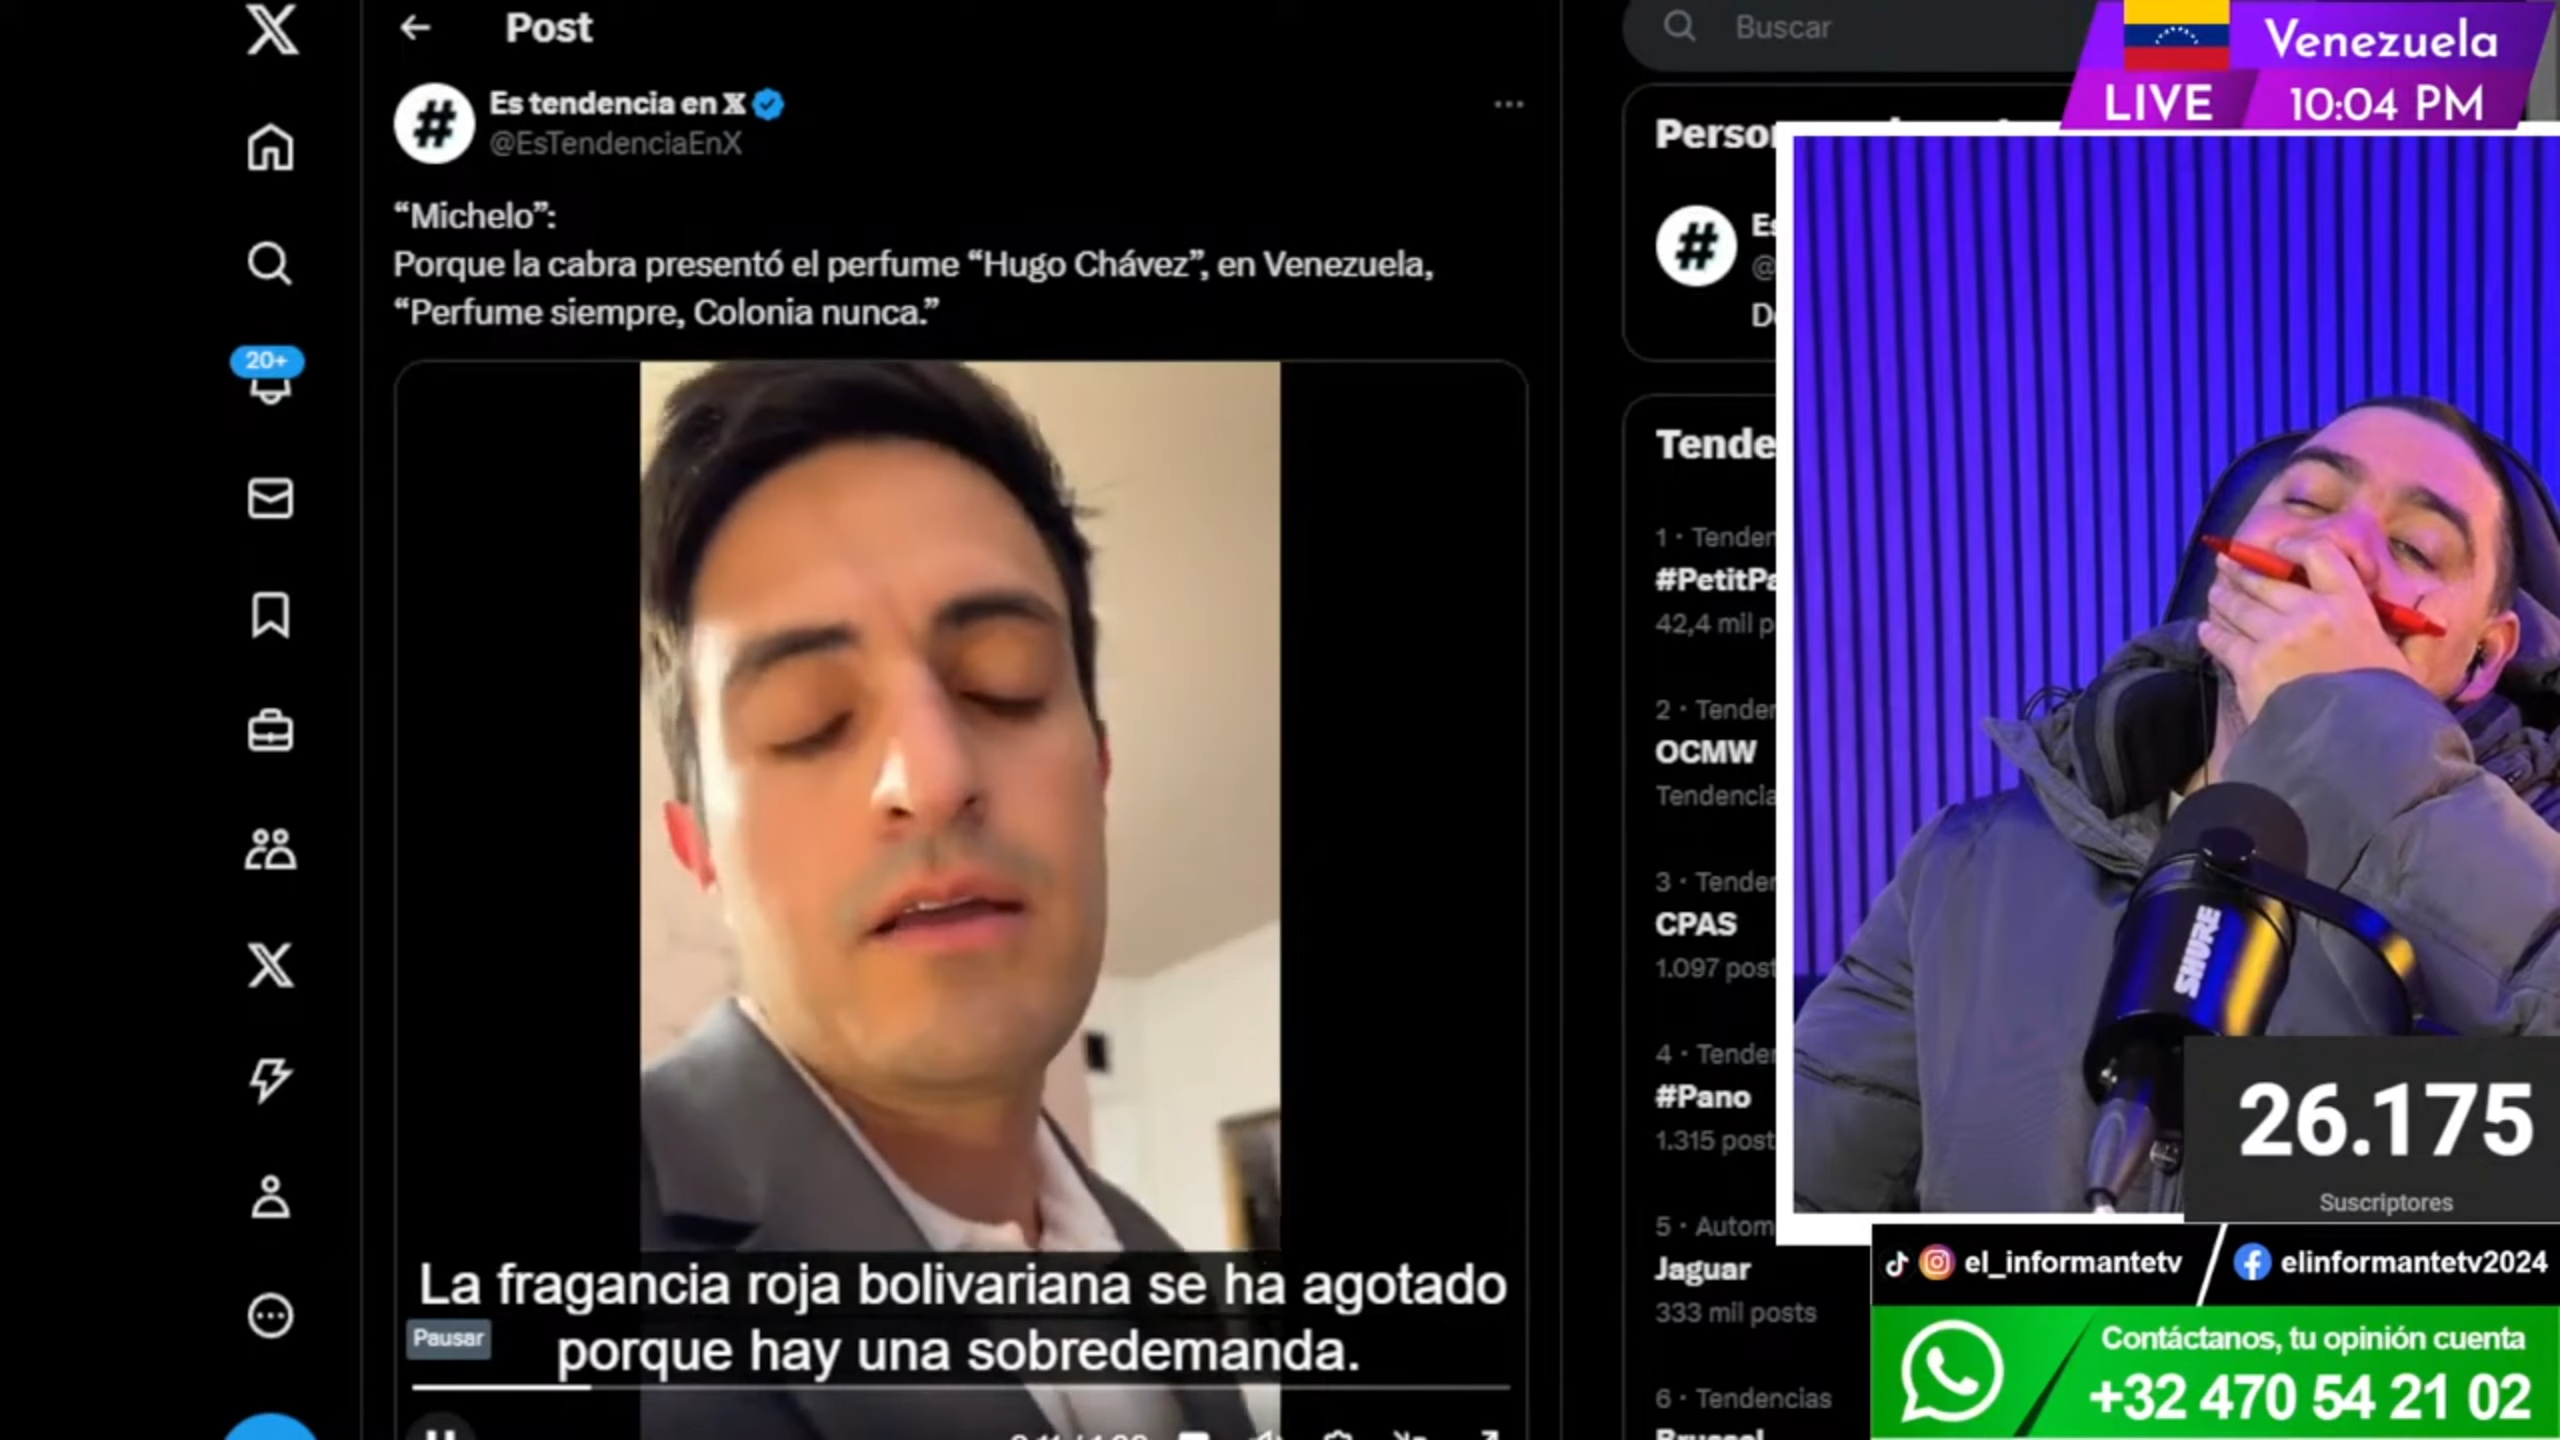 Post
Es tendencia en X
@EsTendenciaEnX
“Michelo”:
Porque la cabra presentó el perfume “Hugo Chávez”, en Venezuela,
“Perfume siempre, Colonia nunca.”
20+
La fragancia roja bolivariana se ha agotado
porque hay una sobredemanda.
Pausar
Buscar
Venezuela
LIVE 10:04 PM
1
#PetitPa
42,4 mil p
2
OCMW
Tendencia
3
CPAS
1.097 post
4
#Pano
1.315 post
5 · Autom
Jaguar
333 mil posts
6 · Tendencias
SHURE
26.175
Suscriptores
el_informantetv
elinformantetv2024
Contáctanos, tu opinión cuenta
+32 470 54 21 02